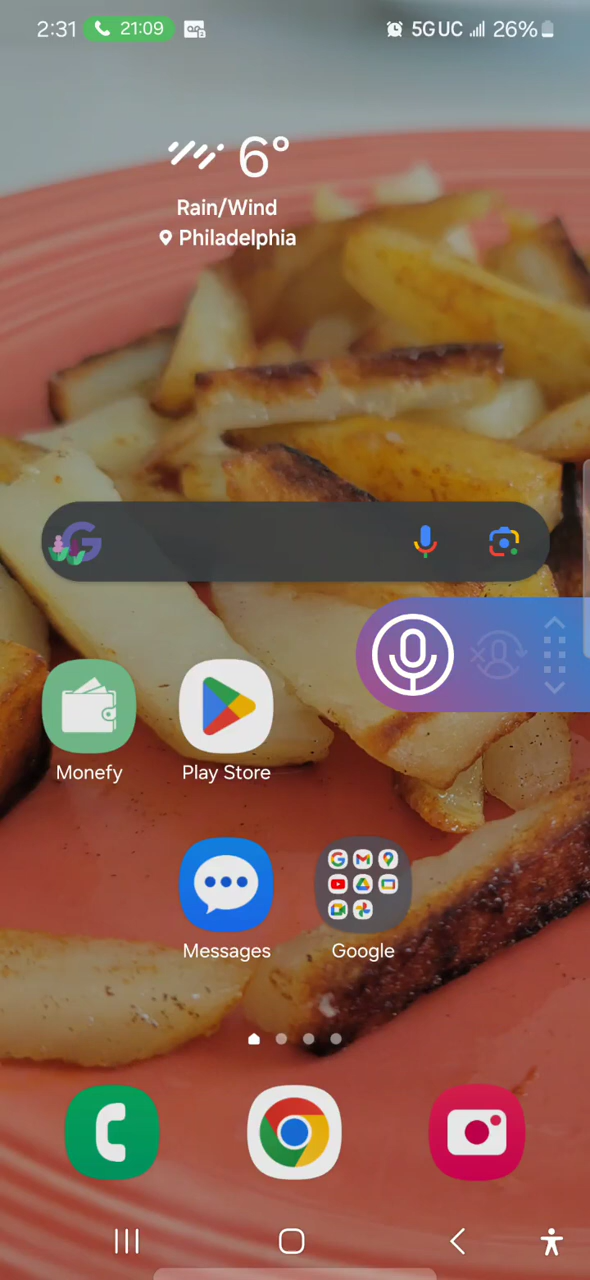 2:31 21:09 5G UC 26%
6°
Rain/Wind
Philadelphia
Monefy
Play Store
Messages
Google